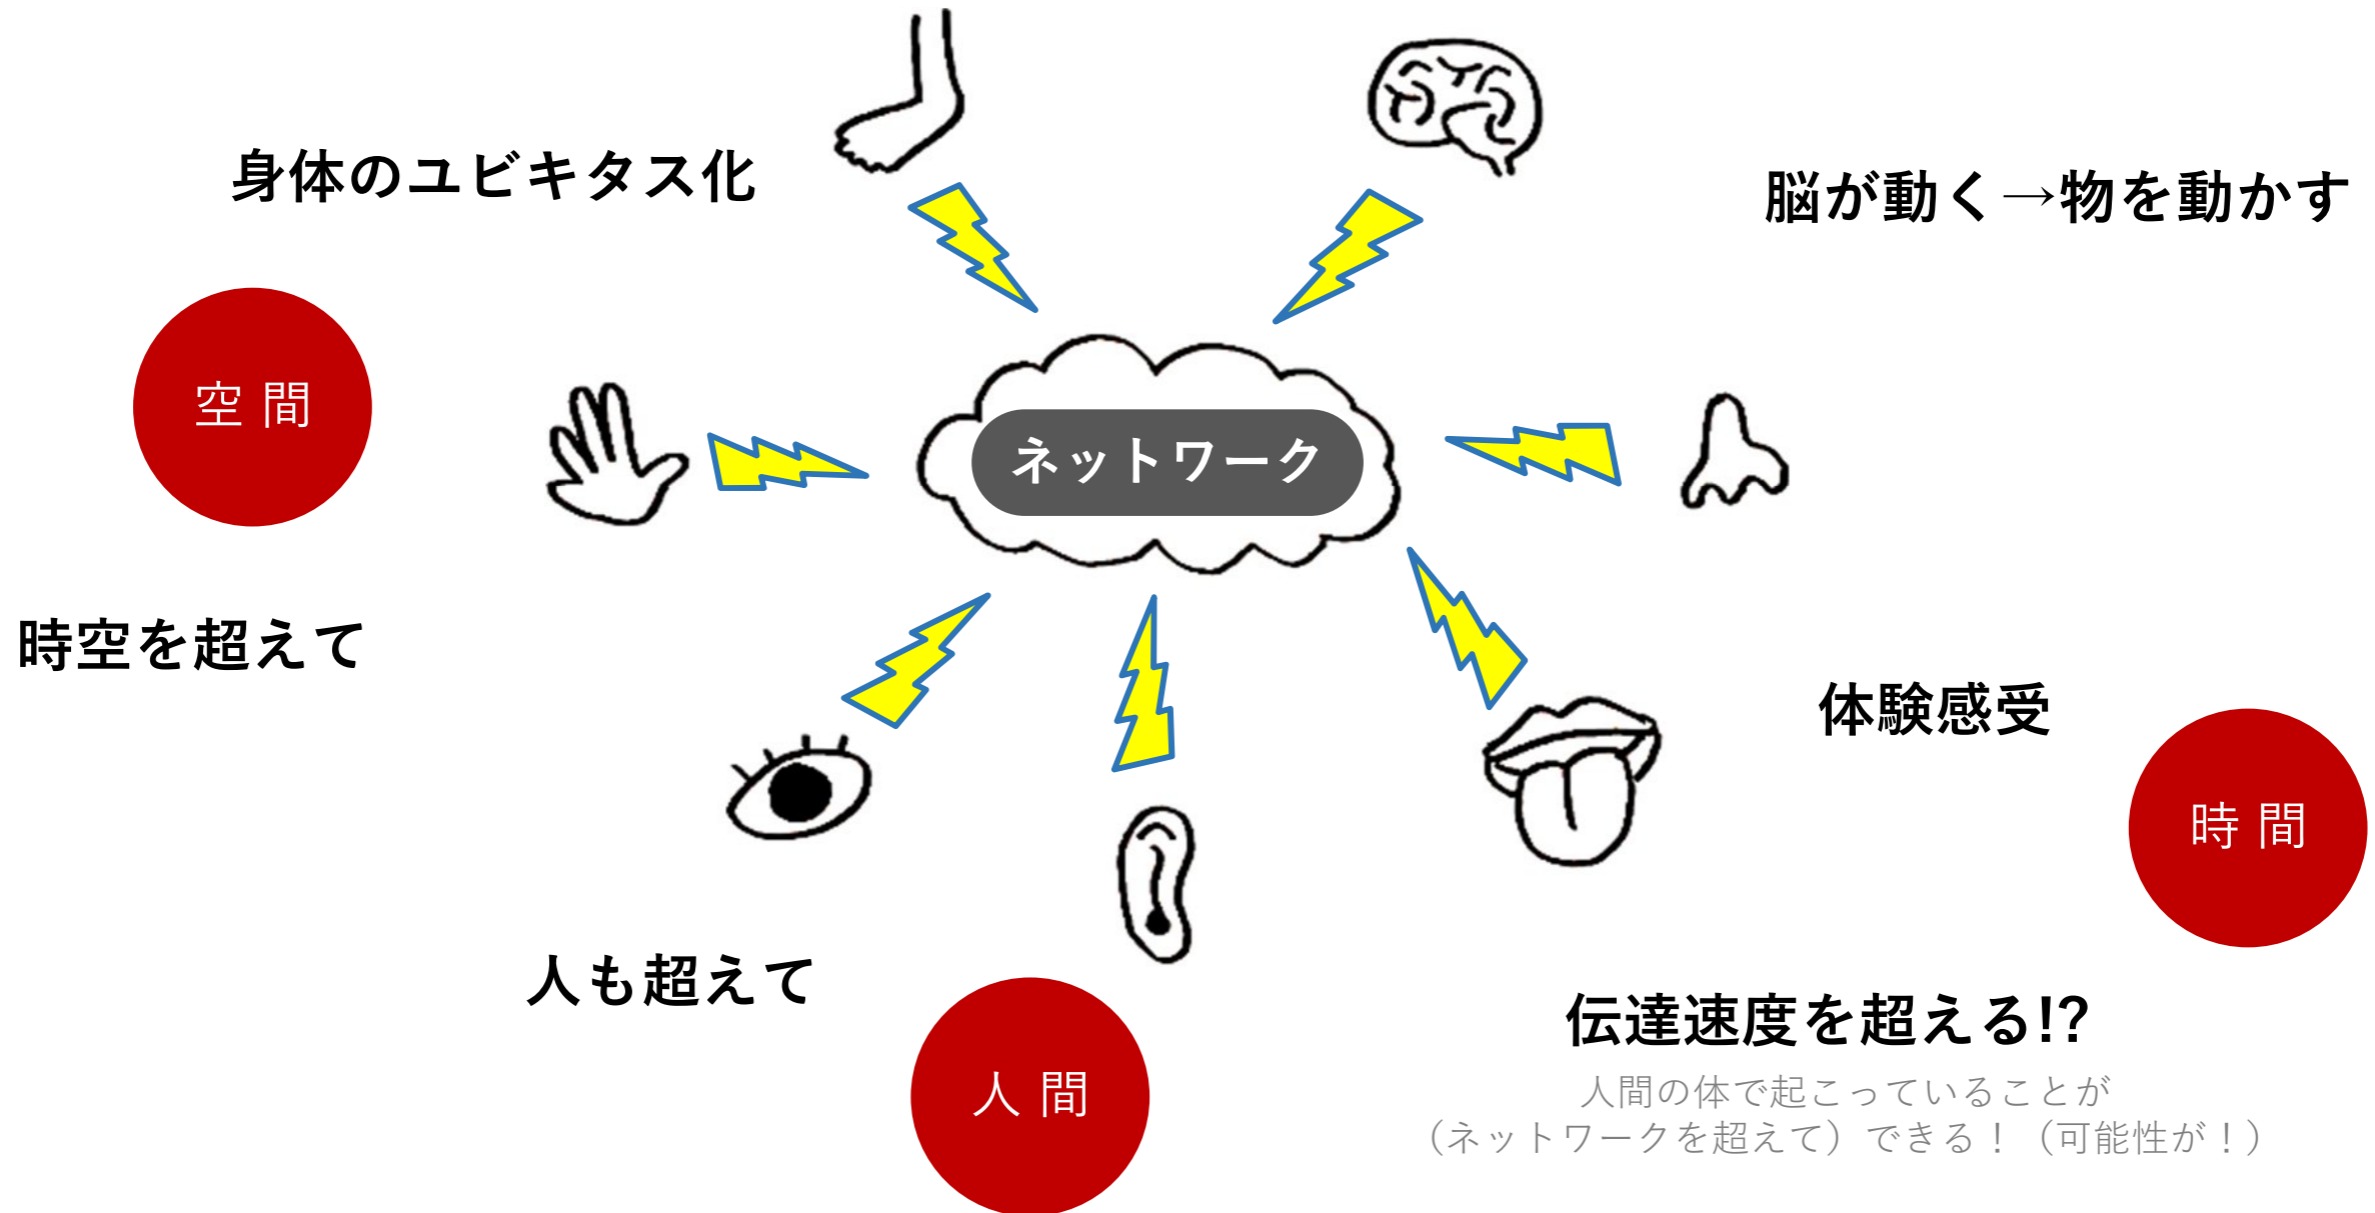 身体のユビキタス化
脳が動く→物を動かす
空間
ネットワーク
時空を超えて
体験感受
時間
人も超えて
伝達速度を超える!?
人間
人間の体で起こっていることが
（ネットワークを超えて）できる！（可能性が！）